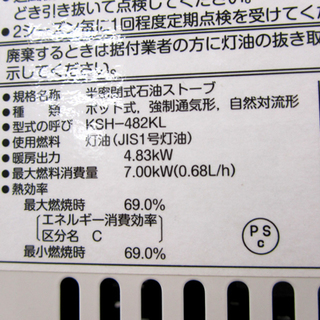 どき引き抜いて点検してください。
●2シーズン毎に1回程度定期点検を受けてく
廃棄するときは据付業者の方に灯油の抜き取
示してください。
●規格名称 半密閉式石油ストーブ
●種類 ポット式，強制通気形，自然対流形
●型式の呼び KSH-482KL
●使用燃料 灯油(JIS1号灯油)
●暖房出力 4.83kW
●最大燃料消費量 7.00kW(0.68L/h)
●熱効率
最大燃焼時 69.0%
エネルギー消費効率
区分名 C
最小燃焼時 69.0%
PS
C